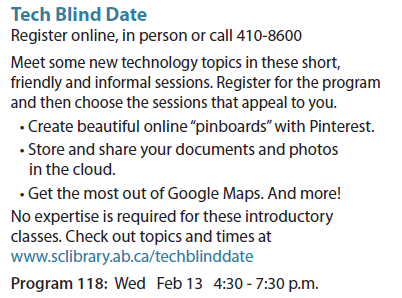 Tech Blind Date
Register online, in person or call 410-8600
Meet some new technology topics in these short,
friendly and informal sessions. Register for the program
and then choose the sessions that appeal to you.
• Create beautiful online “pinboards” with Pinterest.
• Store and share your documents and photos
in the cloud.
• Get the most out of Google Maps. And more!
No expertise is required for these introductory
classes. Check out topics and times at
www.sclibrary.ab.ca/techblinddate
Program 118: Wed Feb 13 4:30 - 7:30 p.m.